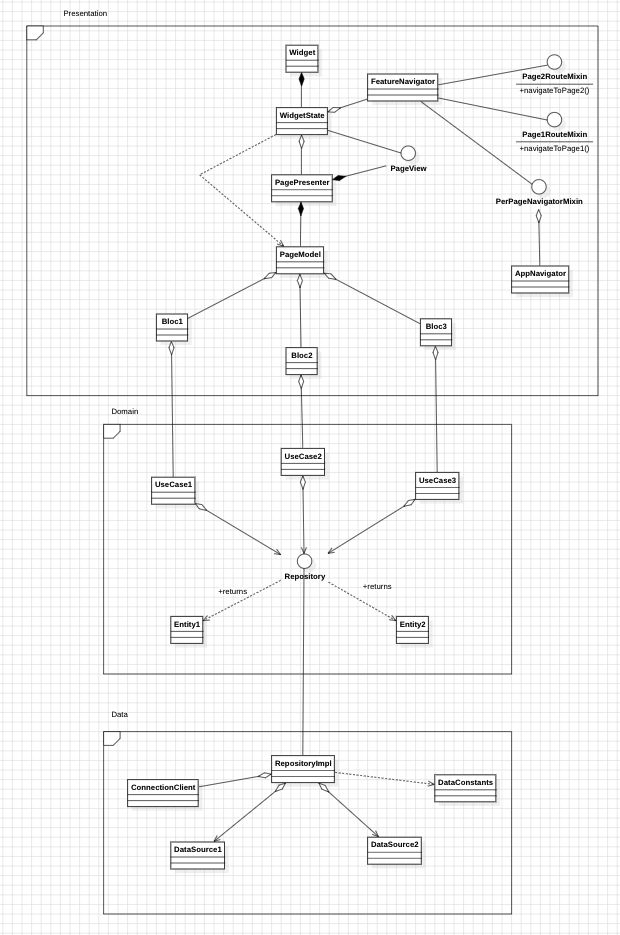 Presentation
Widget
FeatureNavigator
Page2RouteMixin
+navigateToPage2()
WidgetState
Page1RouteMixin
+navigateToPage1()
PageView
PagePresenter
PerPageNavigatorMixin
PageModel
AppNavigator
Bloc1
Bloc2
Bloc3
Domain
UseCase1
UseCase2
UseCase3
Repository
+returns
+returns
Entity1
Entity2
Data
RepositoryImpl
ConnectionClient
DataConstants
DataSource1
DataSource2